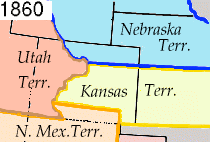 1860
Nebraska
Terr.
Utah
Terr.
Kansas Terr.
N. Mex.Terr.